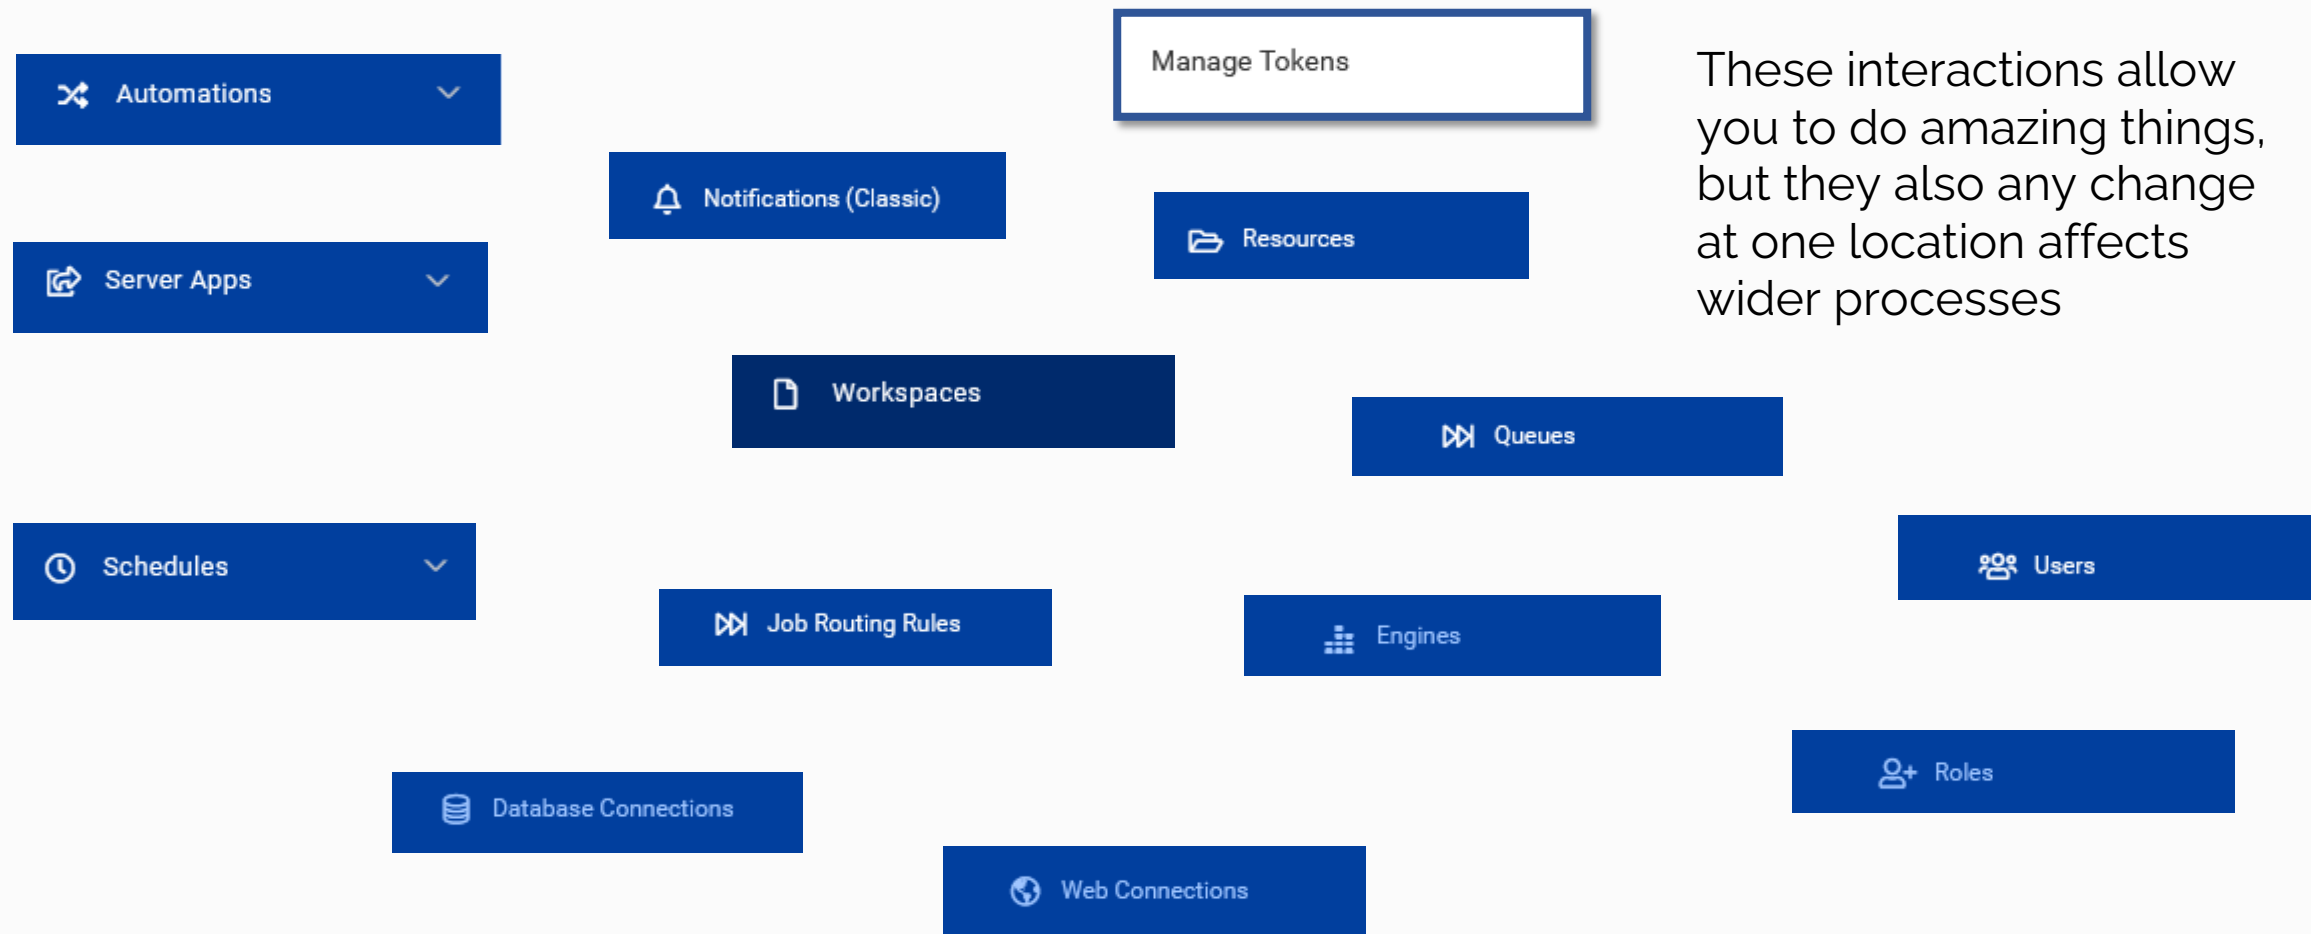 Manage Tokens
These interactions allow
you to do amazing things,
but they also any change
at one location affects
wider processes
Automations
Notifications (Classic)
Resources
Server Apps
Workspaces
Queues
Schedules
Users
Job Routing Rules
Engines
Roles
Database Connections
Web Connections